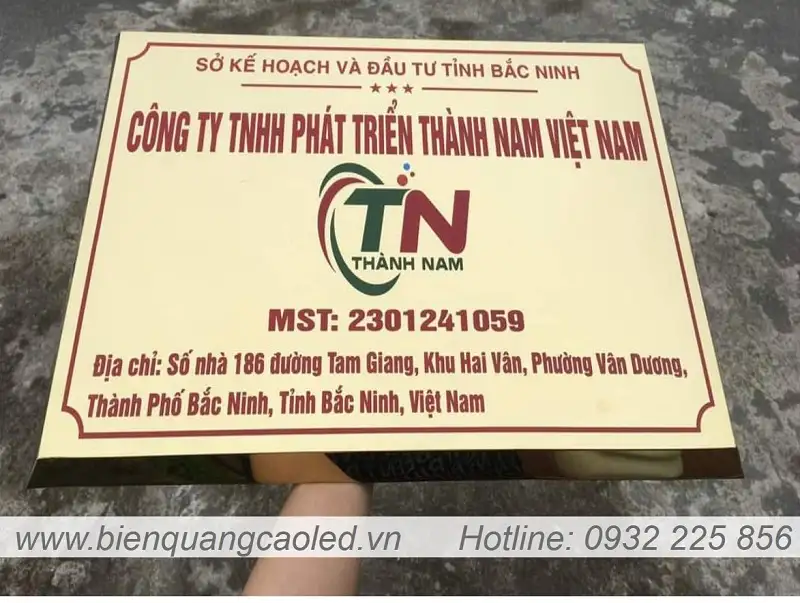 SỞ KẾ HOẠCH VÀ ĐẦU TƯ TỈNH BẮC NINH
CÔNG TY TNHH PHÁT TRIỂN THÀNH NAM VIỆT NAM
TN
THÀNH NAM
MST: 2301241059
Địa chỉ: Số nhà 186 đường Tam Giang, Khu Hai Vân, Phường Vân Dương,
Thành Phố Bắc Ninh, Tỉnh Bắc Ninh, Việt Nam
www.bienquangcaoled.vn Hotline: 0932 225 856